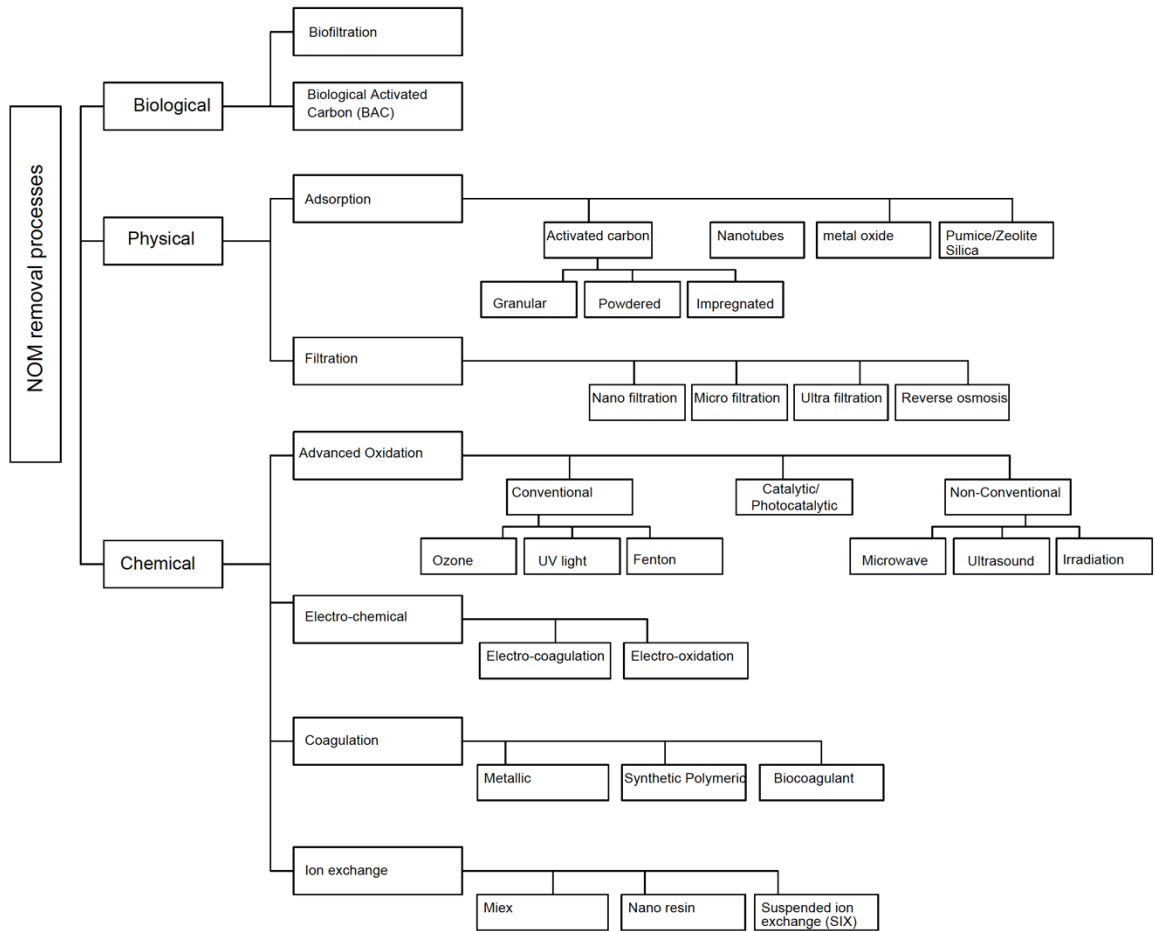 NOM removal processes
Biological
Biofiltration
Biological Activated
Carbon (BAC)
Physical
Adsorption
Activated carbon
Nanotubes
metal oxide
Pumice/Zeolite
Silica
Granular
Powdered
Impregnated
Filtration
Nano filtration
Micro filtration
Ultra filtration
Reverse osmosis
Chemical
Advanced Oxidation
Conventional
Catalytic/
Photocatalytic
Non-Conventional
Ozone
UV light
Fenton
Microwave
Ultrasound
Irradiation
Electro-chemical
Electro-coagulation
Electro-oxidation
Coagulation
Metallic
Synthetic Polymeric
Biocoagulant
Ion exchange
Miex
Nano resin
Suspended ion
exchange (SIX)